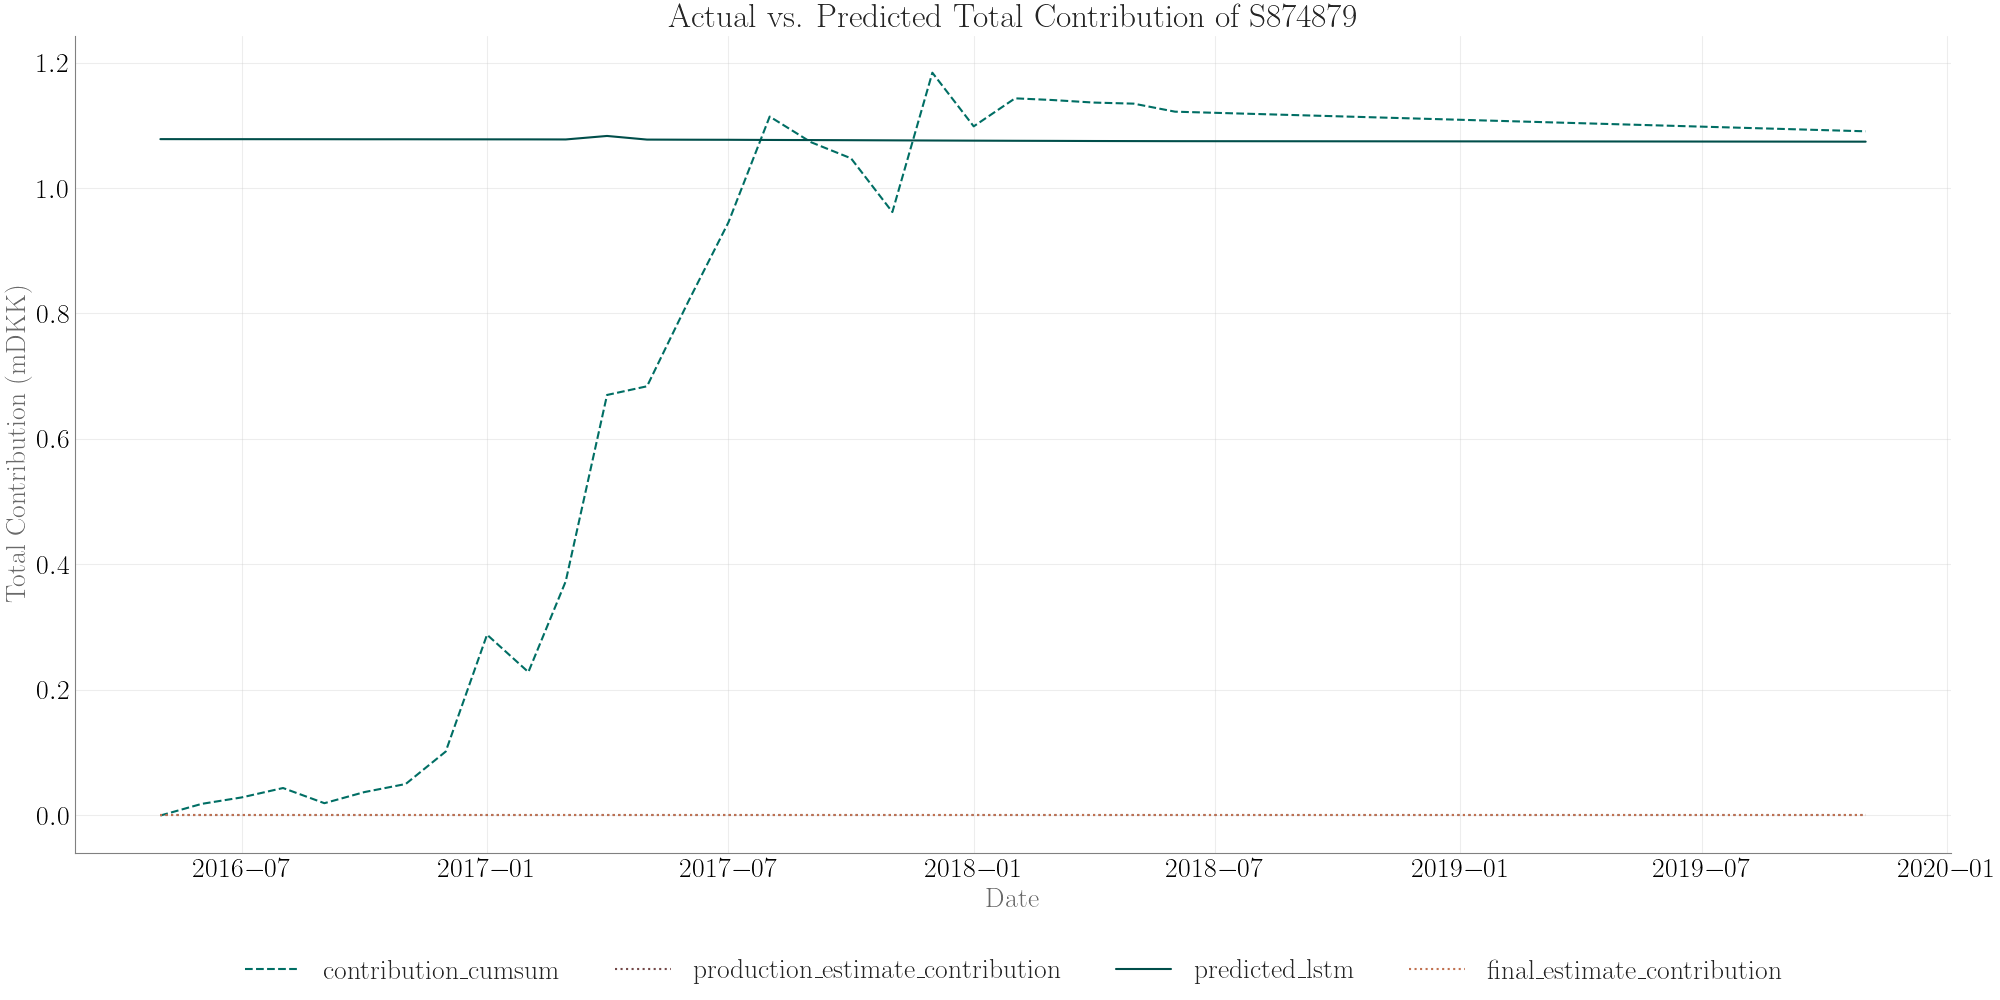 Actual vs. Predicted Total Contribution of S874879
Total Contribution (mDKK)
1.2
1.0
0.8
0.6
0.4
0.2
0.0
2016−07 2017−01 2017−07 2018−01 2018−07 2019−01 2019−07 2020−01
Date
contribution_cumsum production_estimate_contribution predicted_lstm final_estimate_contribution